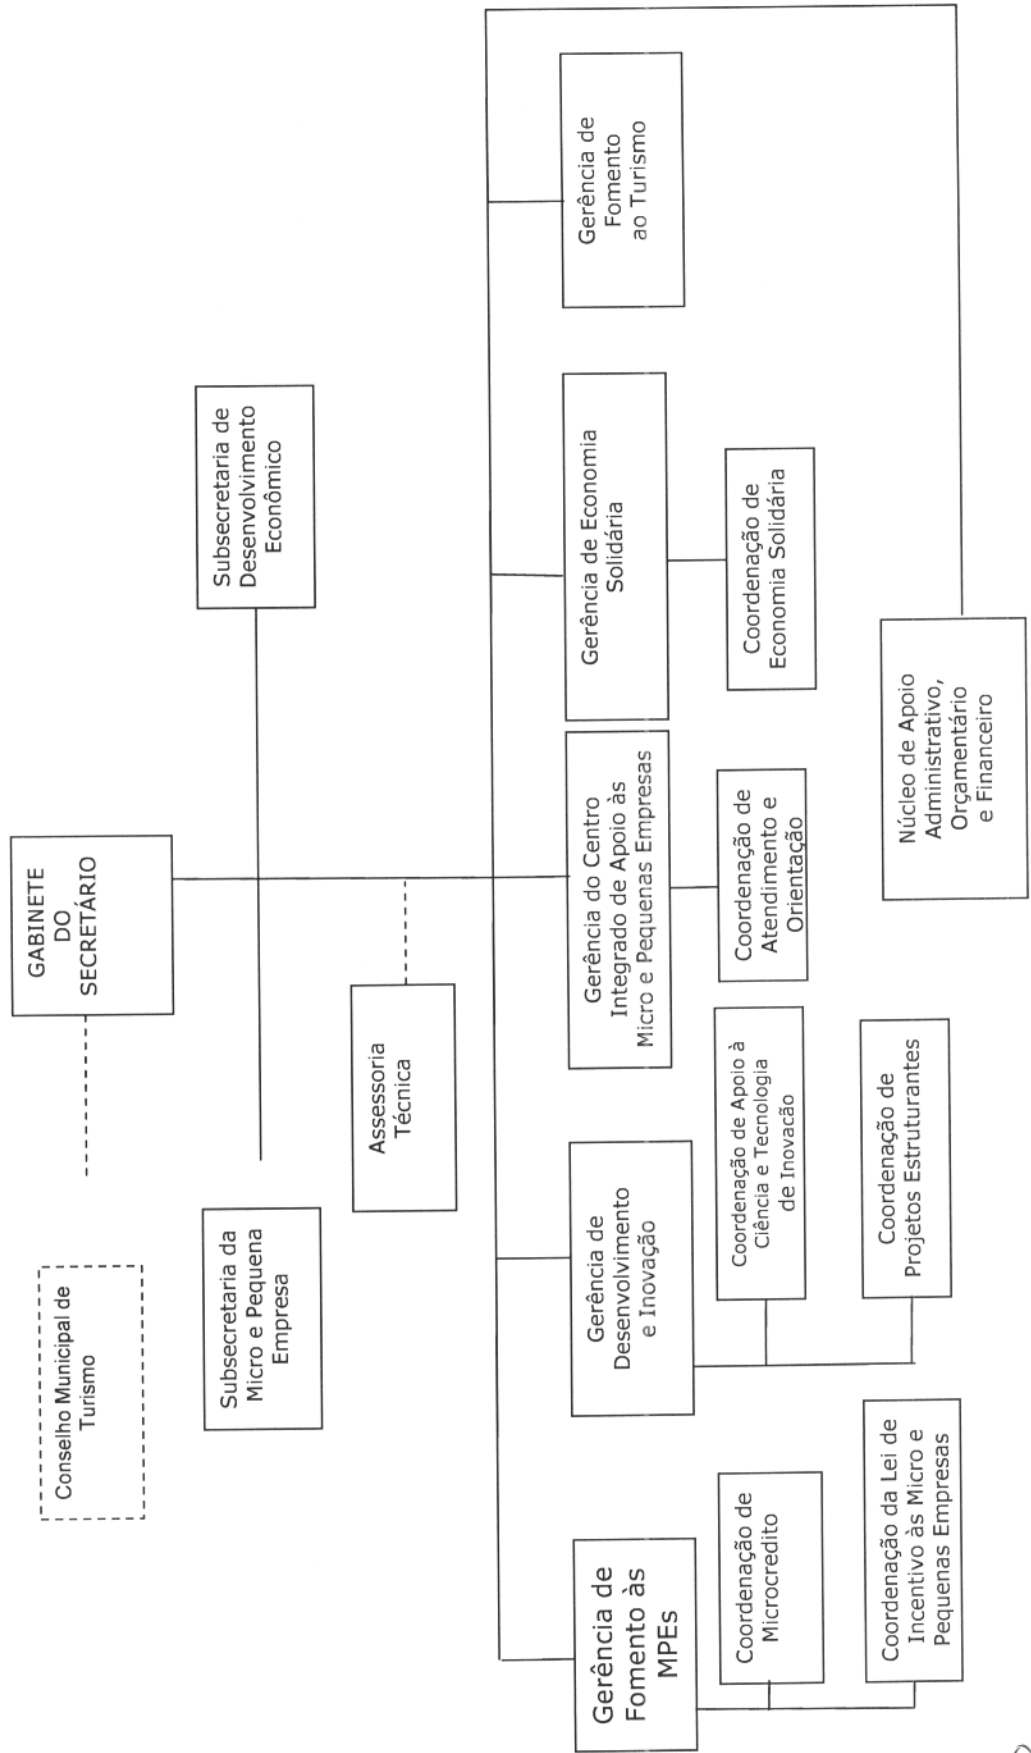 GABINETE
DO
SECRETÁRIO
Conselho Municipal de
Turismo
Subsecretaria da
Micro e Pequena
Empresa
Subsecretaria de
Desenvolvimento
Econômico
Assessoria
Técnica
Gerência de
Fomento às
MPEs
Gerência de
Desenvolvimento
e Inovação
Gerência do Centro
Integrado de Apoio às
Micro e Pequenas Empresas
Gerência de Economia
Solidária
Gerência de
Fomento
ao Turismo
Coordenação de
Microcredito
Coordenação de Apoio à
Ciência e Tecnologia
de Inovacão
Coordenação de
Atendimento e
Orientação
Coordenação de
Economia Solidária
Coordenação da Lei de
Incentivo às Micro e
Pequenas Empresas
Coordenação de
Projetos Estruturantes
Núcleo de Apoio
Administrativo,
Orçamentário
e Financeiro